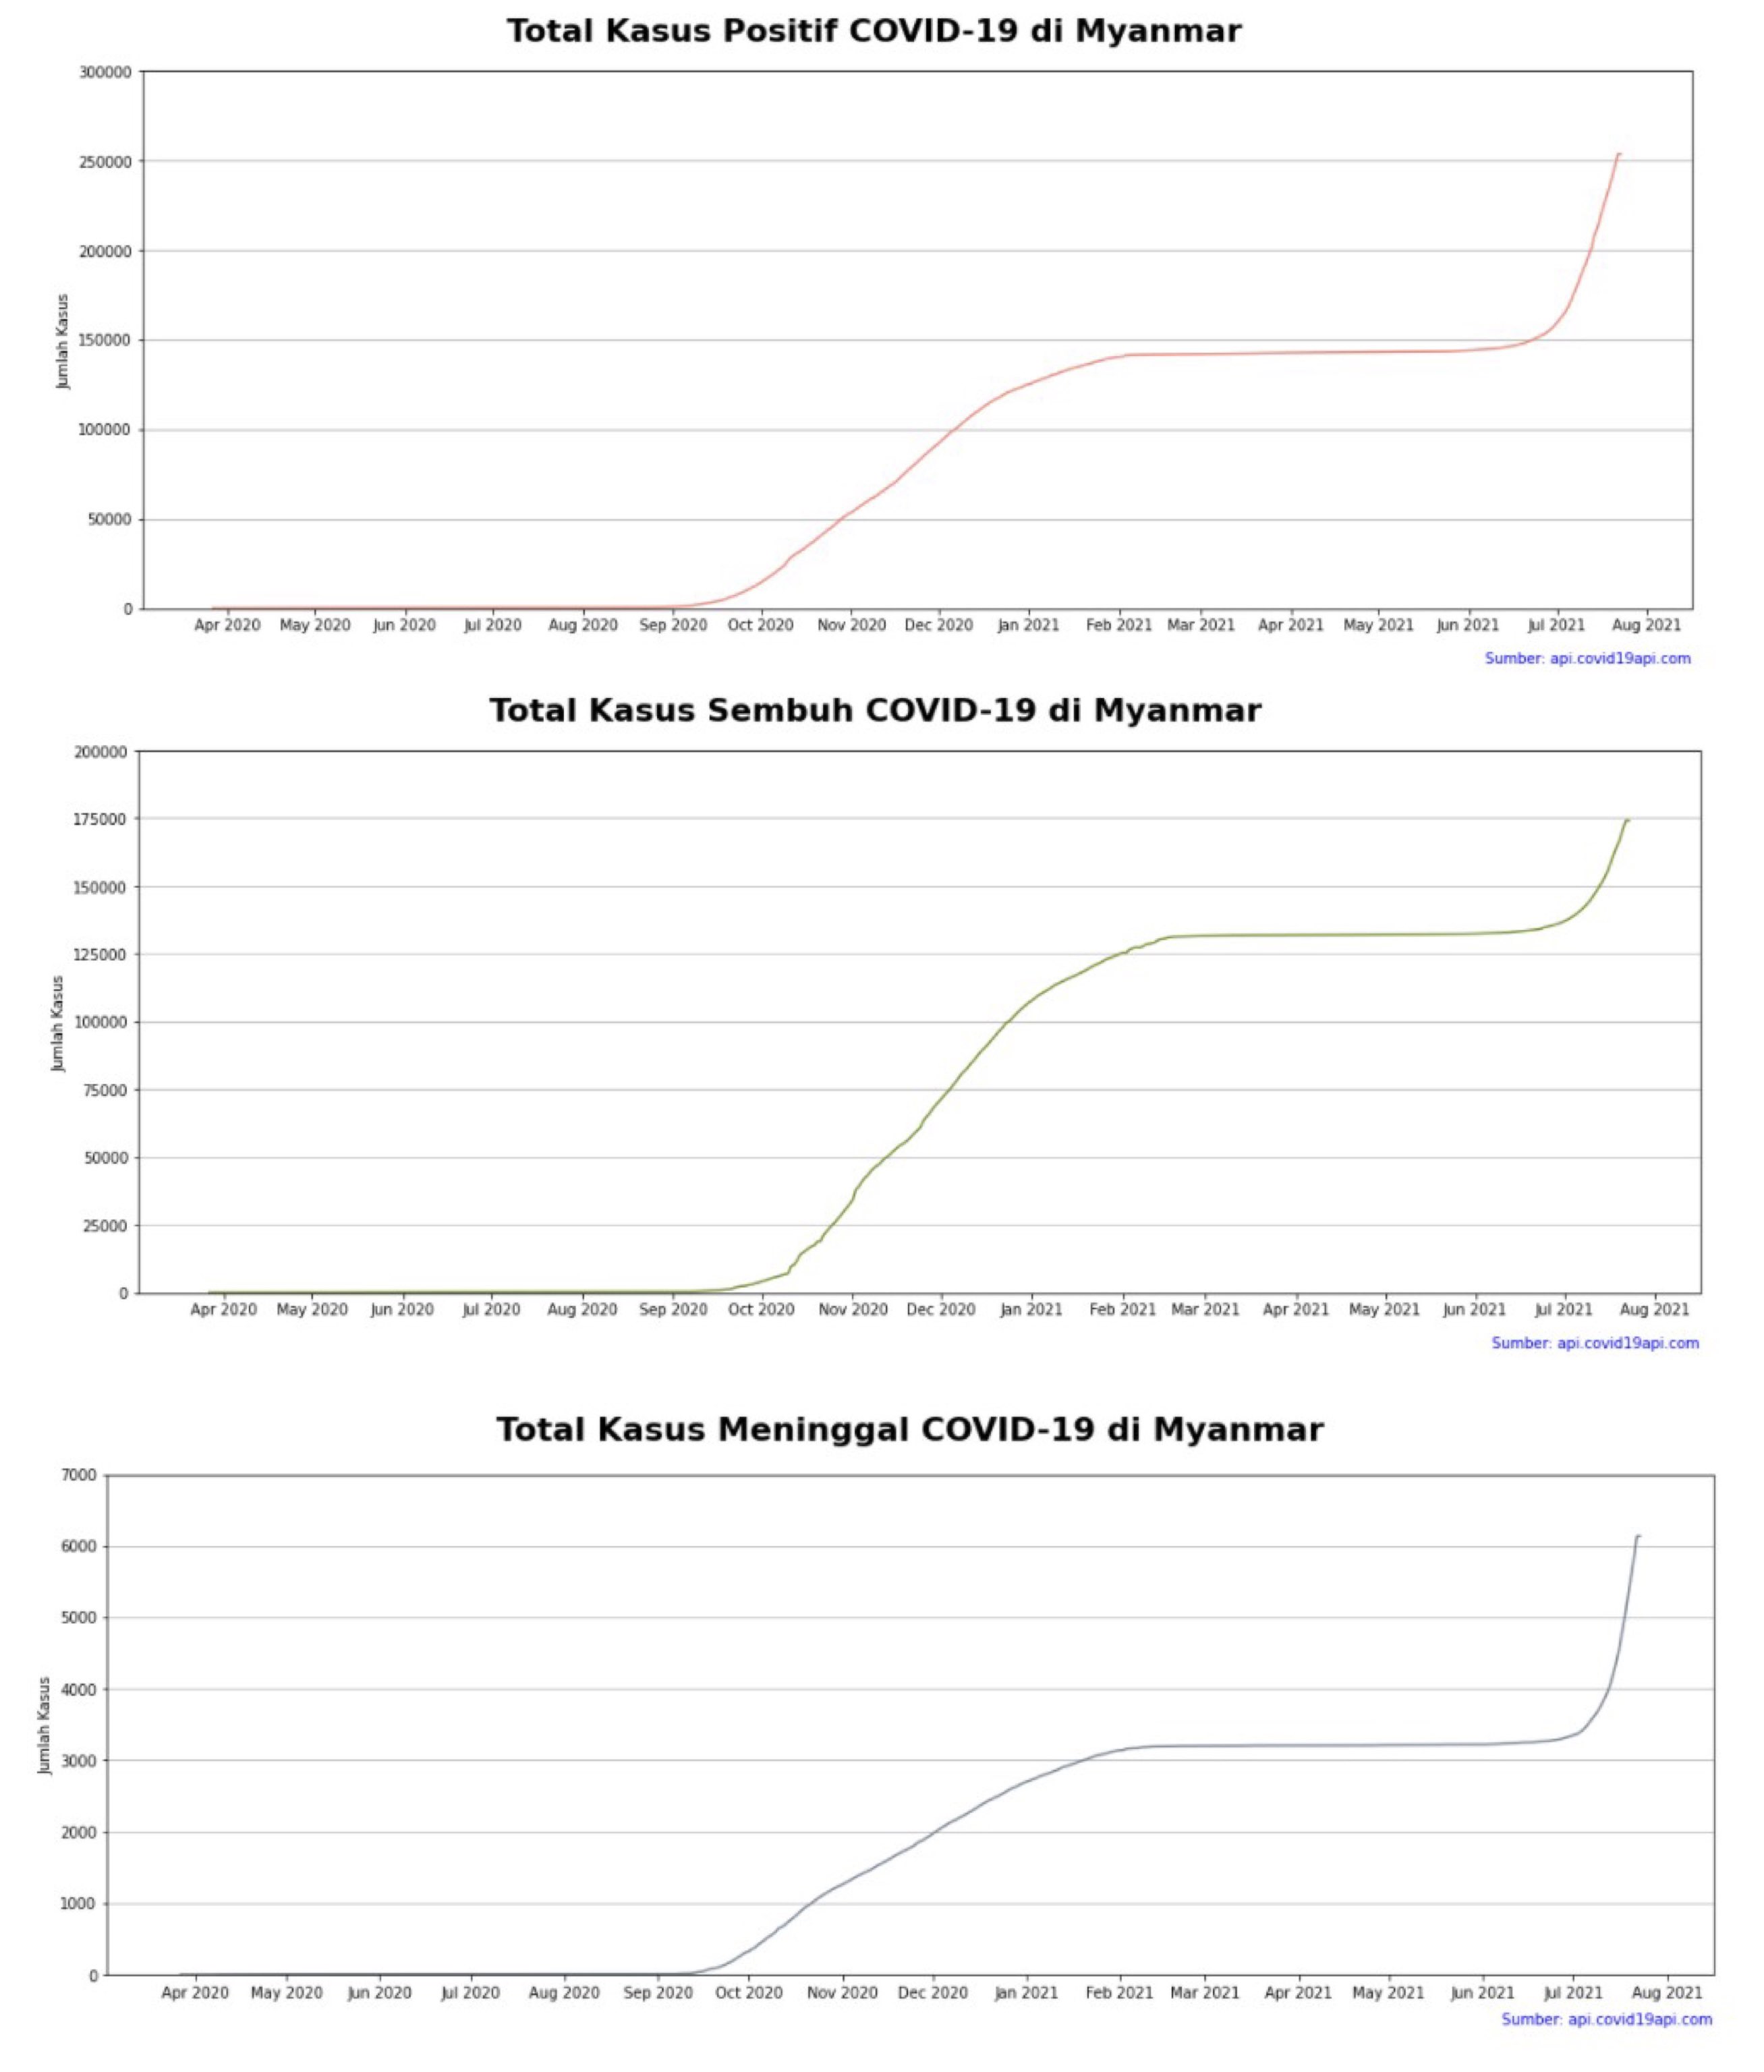 Total Kasus Positif COVID-19 di Myanmar
300000
250000
200000
150000
100000
50000
0
Jumlah Kasus
Apr 2020 May 2020 Jun 2020 Jul 2020 Aug 2020 Sep 2020 Oct 2020 Nov 2020 Dec 2020 Jan 2021 Feb 2021 Mar 2021 Apr 2021 May 2021 Jun 2021 Jul 2021 Aug 2021
Sumber: api.covid19api.com
Total Kasus Sembuh COVID-19 di Myanmar
200000
175000
150000
125000
100000
75000
50000
25000
0
Jumlah Kasus
Apr 2020 May 2020 Jun 2020 Jul 2020 Aug 2020 Sep 2020 Oct 2020 Nov 2020 Dec 2020 Jan 2021 Feb 2021 Mar 2021 Apr 2021 May 2021 Jun 2021 Jul 2021 Aug 2021
Sumber: api.covid19api.com
Total Kasus Meninggal COVID-19 di Myanmar
7000
6000
5000
4000
3000
2000
1000
0
Jumlah Kasus
Apr 2020 May 2020 Jun 2020 Jul 2020 Aug 2020 Sep 2020 Oct 2020 Nov 2020 Dec 2020 Jan 2021 Feb 2021 Mar 2021 Apr 2021 May 2021 Jun 2021 Jul 2021 Aug 2021
Sumber: api.covid19api.com